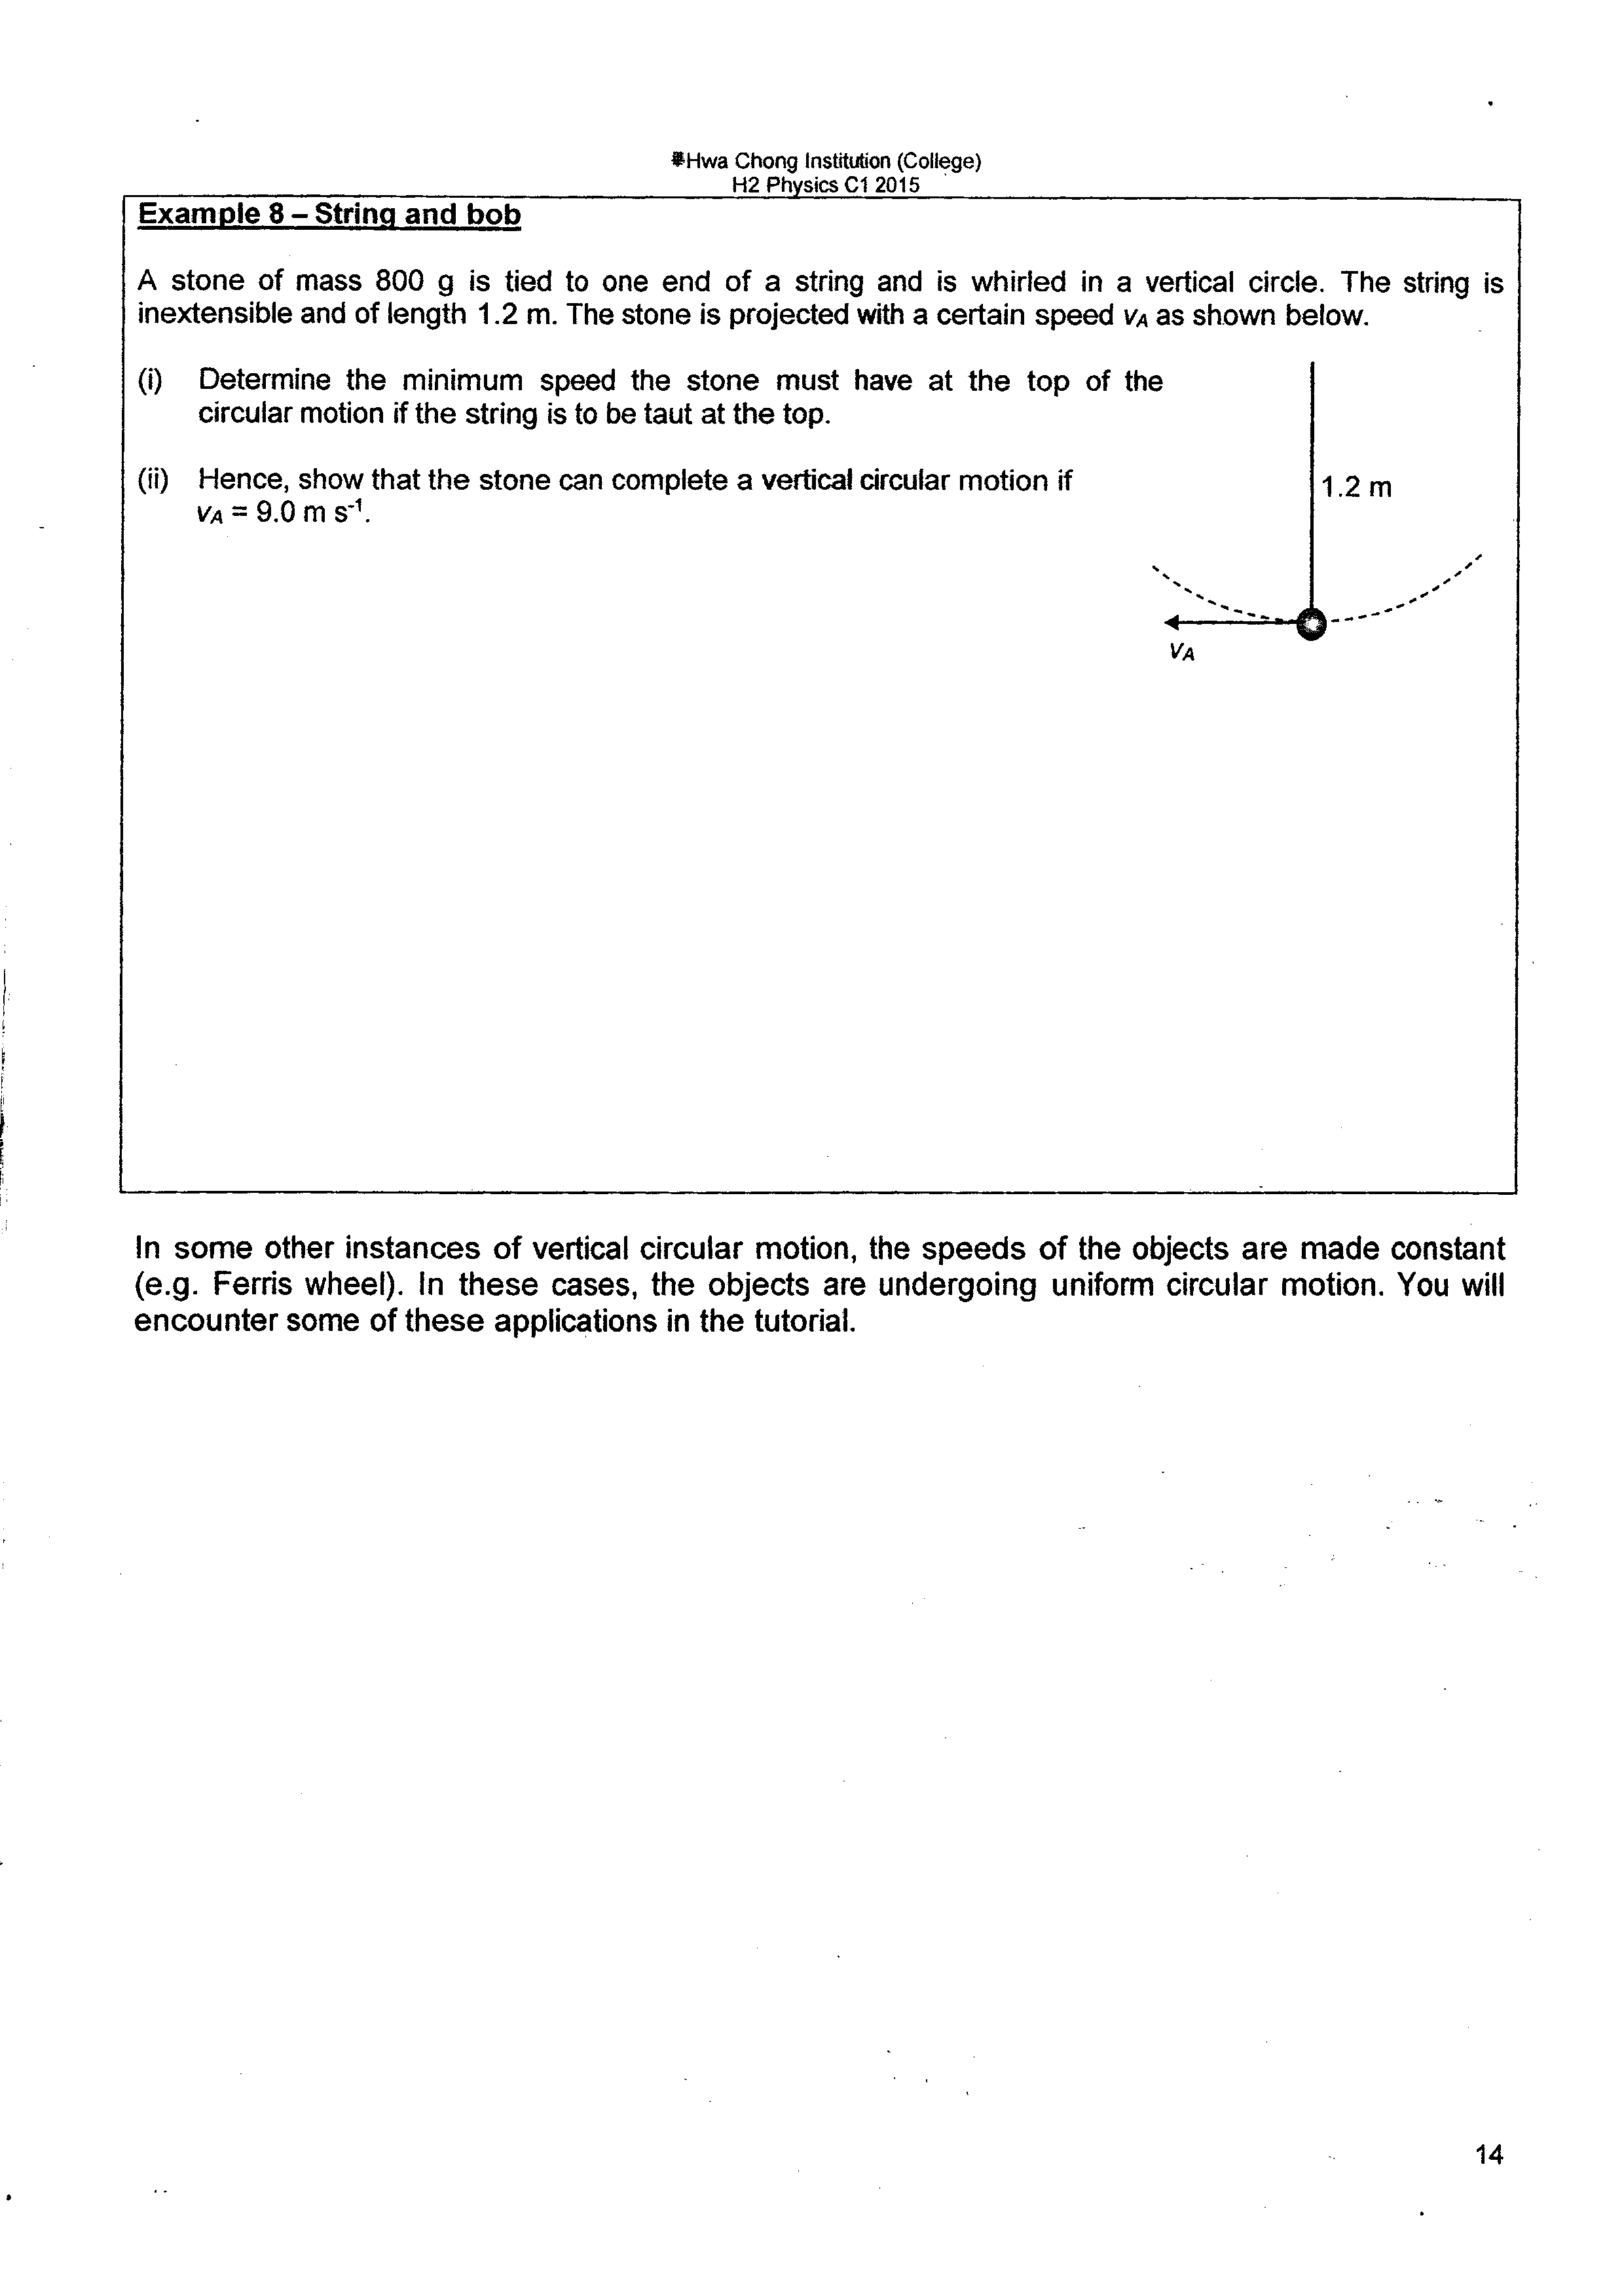 Hwa Chong Institution (College)
H2 Physics C1 2015
Example 8 – String and bob
A stone of mass 800 g is tied to one end of a string and is whirled in a vertical circle. The string is
inextensible and of length 1.2 m. The stone is projected with a certain speed vA as shown below.
(i) Determine the minimum speed the stone must have at the top of the
circular motion if the string is to be taut at the top.
(ii) Hence, show that the stone can complete a vertical circular motion if
vA = 9.0 m s⁻¹.
1.2 m
vA
In some other instances of vertical circular motion, the speeds of the objects are made constant
(e.g. Ferris wheel). In these cases, the objects are undergoing uniform circular motion. You will
encounter some of these applications in the tutorial.
14